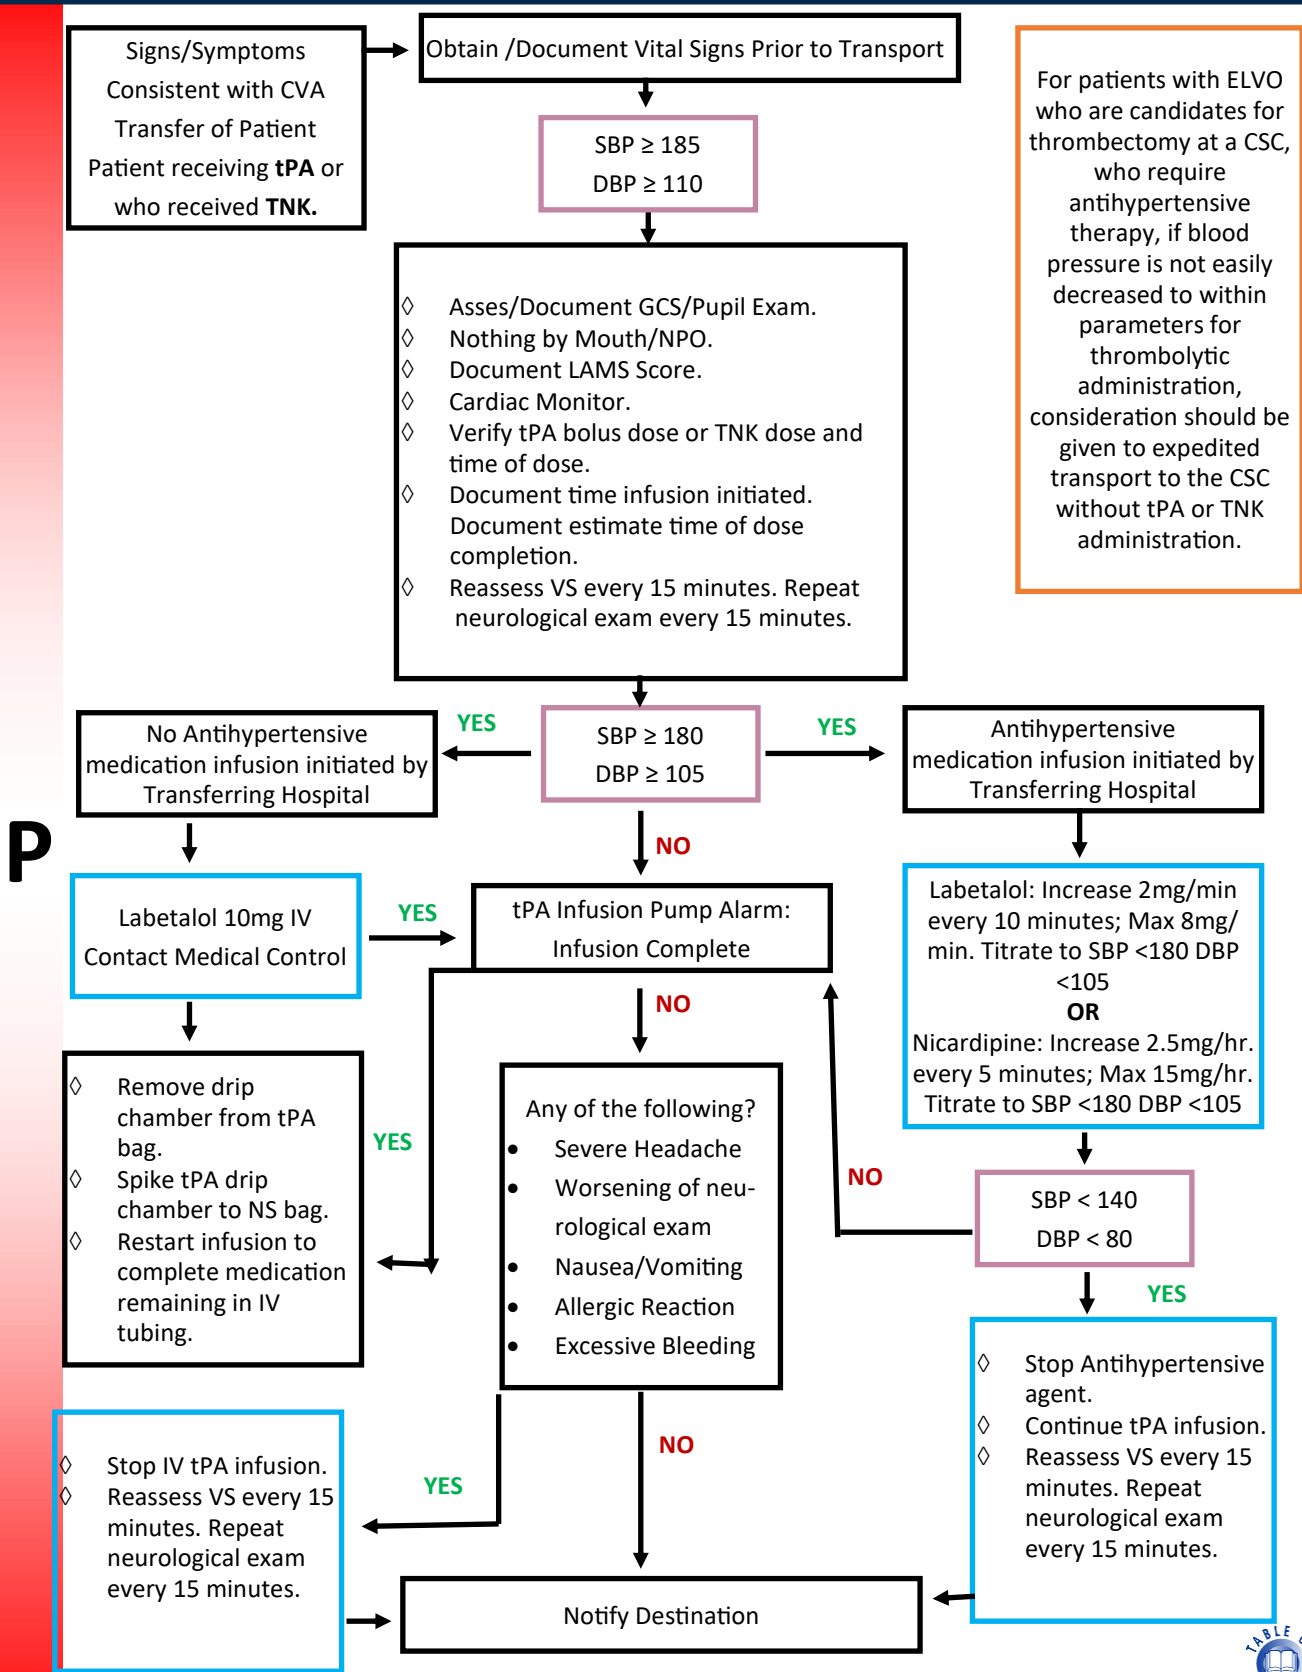 Signs/Symptoms
Consistent with CVA
Transfer of Patient
Patient receiving tPA or
who received TNK.
Obtain /Document Vital Signs Prior to Transport
SBP ≥ 185
DBP ≥ 110
For patients with ELVO
who are candidates for
thrombectomy at a CSC,
who require
antihypertensive
therapy, if blood
pressure is not easily
decreased to within
parameters for
thrombolytic
administration,
consideration should be
given to expedited
transport to the CSC
without tPA or TNK
administration.
◊ Asses/Document GCS/Pupil Exam.
◊ Nothing by Mouth/NPO.
◊ Document LAMS Score.
◊ Cardiac Monitor.
◊ Verify tPA bolus dose or TNK dose and
time of dose.
◊ Document time infusion initiated.
Document estimate time of dose
completion.
◊ Reassess VS every 15 minutes. Repeat
neurological exam every 15 minutes.
No Antihypertensive
medication infusion initiated by
Transferring Hospital
YES
SBP ≥ 180
DBP ≥ 105
YES
Antihypertensive
medication infusion initiated by
Transferring Hospital
P
NO
Labetalol 10mg IV
Contact Medical Control
YES
tPA Infusion Pump Alarm:
Infusion Complete
Labetalol: Increase 2mg/min
every 10 minutes; Max 8mg/
min. Titrate to SBP <180 DBP
<105
OR
Nicardipine: Increase 2.5mg/hr.
every 5 minutes; Max 15mg/hr.
Titrate to SBP <180 DBP <105
NO
◊ Remove drip
chamber from tPA
bag.
◊ Spike tPA drip
chamber to NS bag.
◊ Restart infusion to
complete medication
remaining in IV
tubing.
YES
Any of the following?
• Severe Headache
• Worsening of neu-
rological exam
• Nausea/Vomiting
• Allergic Reaction
• Excessive Bleeding
NO
SBP < 140
DBP < 80
YES
◊ Stop Antihypertensive
agent.
◊ Continue tPA infusion.
◊ Reassess VS every 15
minutes. Repeat
neurological exam
every 15 minutes.
◊ Stop IV tPA infusion.
◊ Reassess VS every 15
minutes. Repeat
neurological exam
every 15 minutes.
YES
NO
Notify Destination
TABLE